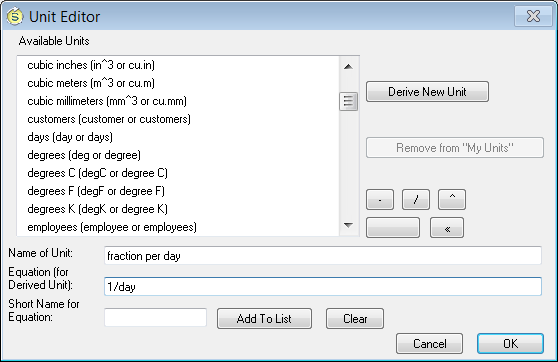 Unit Editor
Available Units
cubic inches (in^3 or cu.in)
cubic meters (m^3 or cu.m)
cubic millimeters (mm^3 or cu.mm)
customers (customer or customers)
days (day or days)
degrees (deg or degree)
degrees C (degC or degree C)
degrees F (degF or degree F)
degrees K (degK or degree K)
employees (employee or employees)
Derive New Unit
Remove from "My Units"
- / ^
«
Name of Unit: fraction per day
Equation (for
Derived Unit): 1/day
Short Name for
Equation:
Add To List Clear
Cancel OK